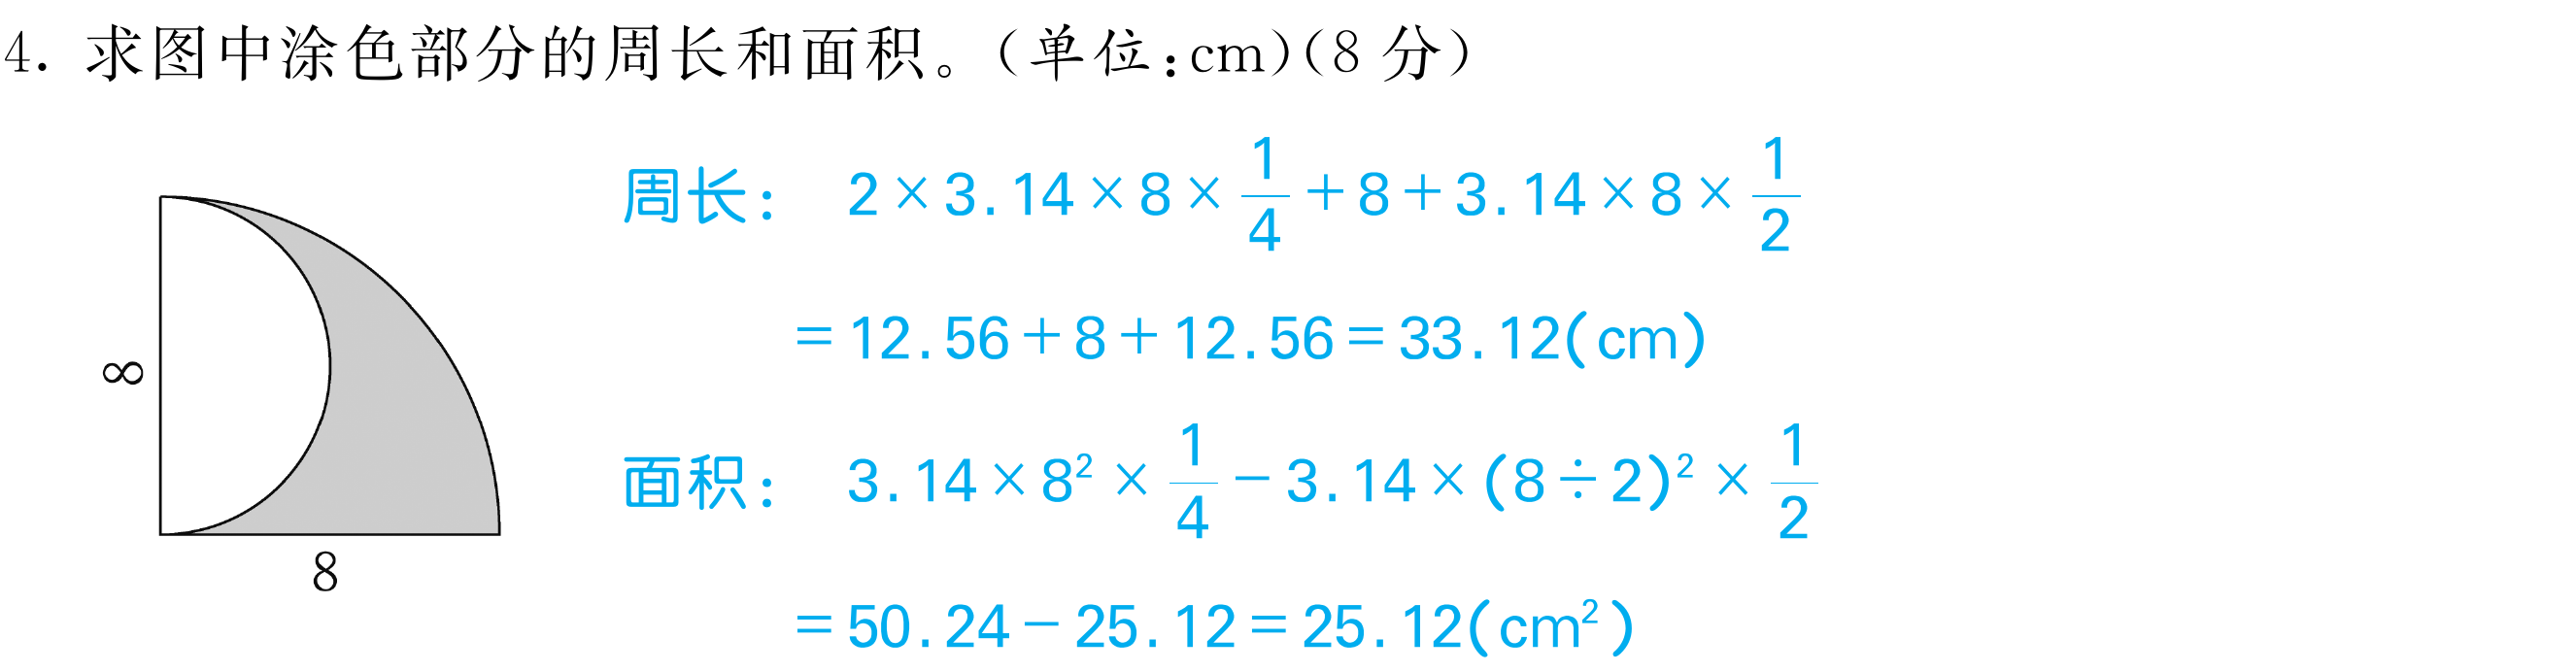 4. 求图中涂色部分的周长和面积。(单位:cm)(8 分)
周长: 2×3.14×8×1/4+8+3.14×8×1/2
=12.56+8+12.56=33.12(cm)
8
面积: 3.14×8²×1/4-3.14×(8÷2)²×1/2
8
=50.24-25.12=25.12(cm²)